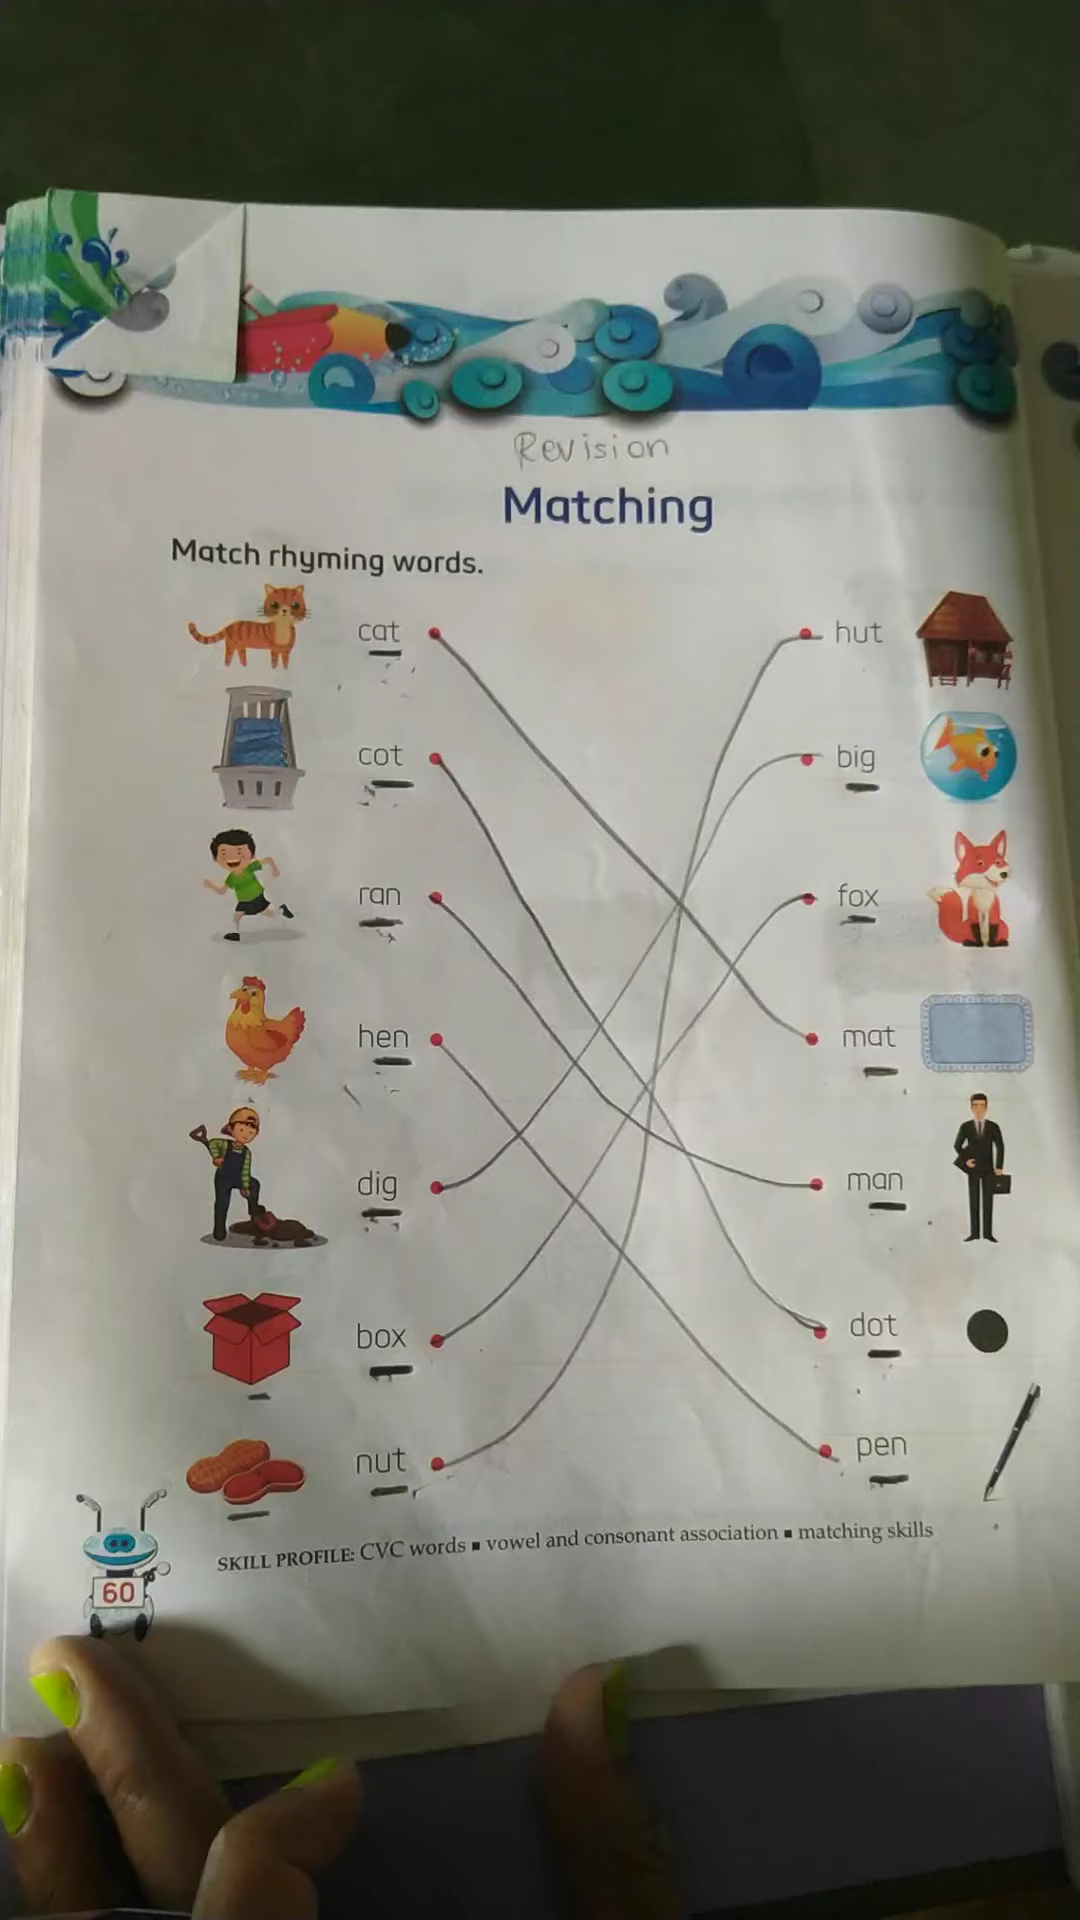 Revision
Matching
Match rhyming words.
cat hut
cot big
ran fox
hen mat
dig man
box dot
nut pen
SKILL PROFILE: CVC words ▪ vowel and consonant association ▪ matching skills
60